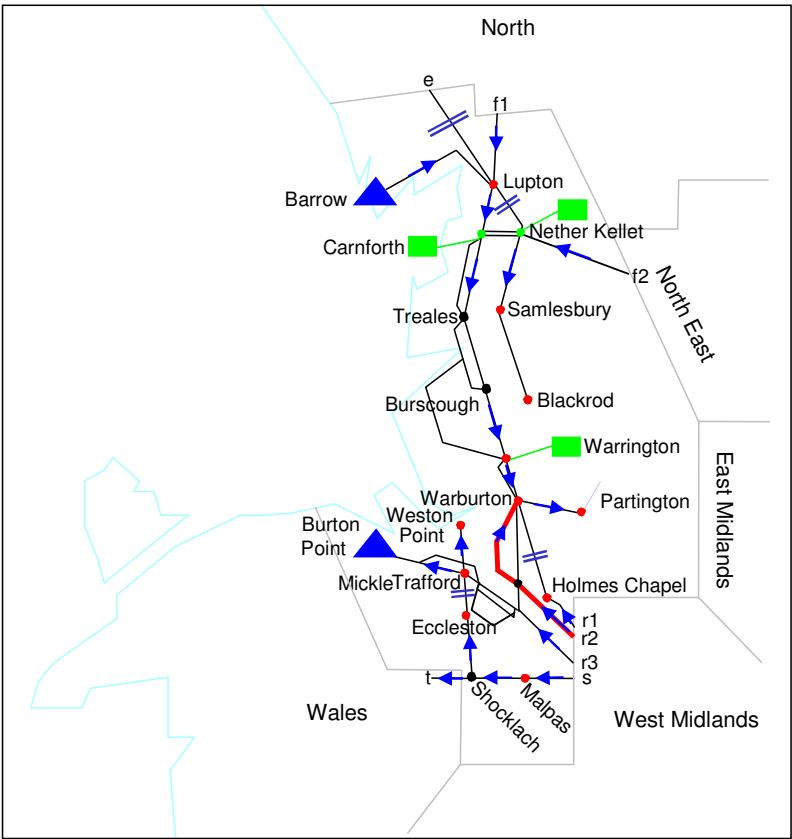 North
e
f1
Lupton
Barrow
Nether Kellet
Carnforth
f2
North East
Treales
Samlesbury
Burscough
Blackrod
Warrington
East Midlands
Warburton
Partington
Weston
Point
Burton
Point
MickleTrafford
Holmes Chapel
Eccleston
r1
r2
r3
t
s
Shocklach
Malpas
Wales
West Midlands